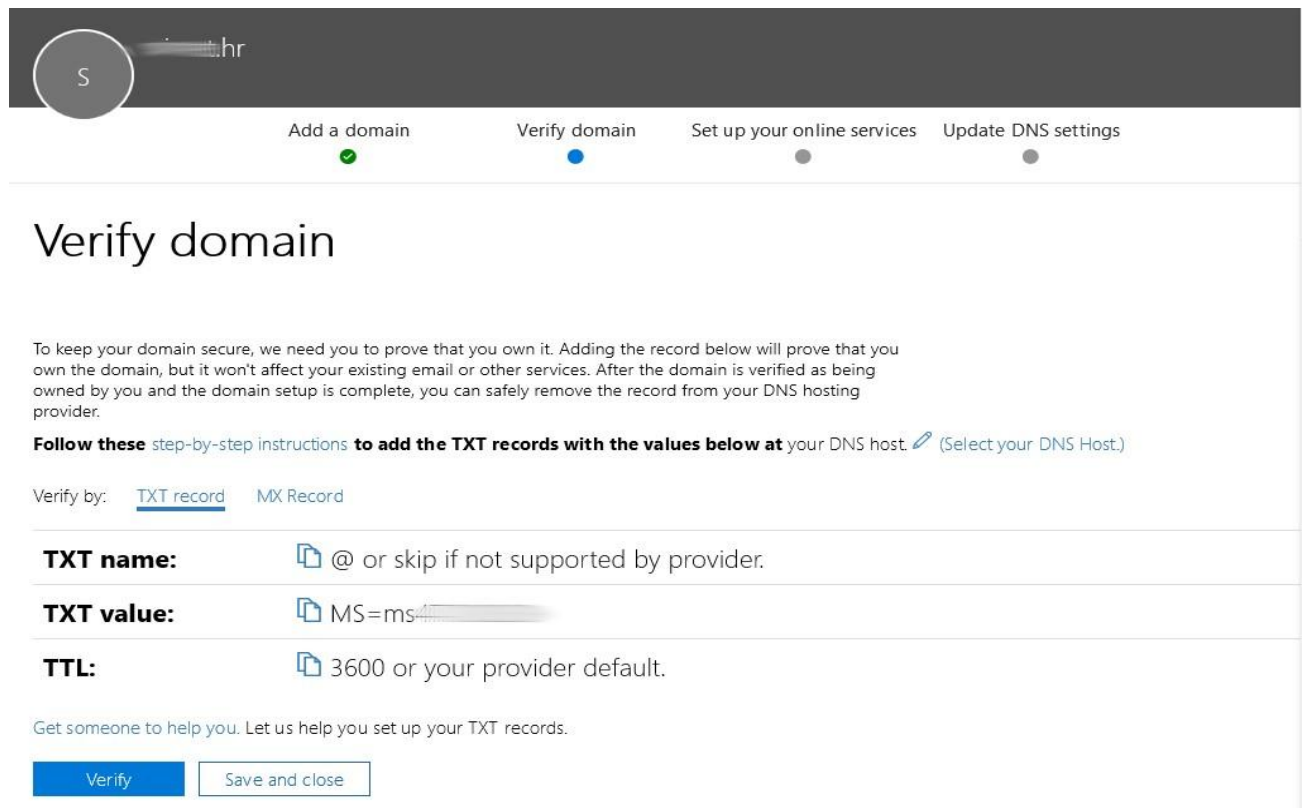 .hr
S
Add a domain Verify domain Set up your online services Update DNS settings
Verify domain
To keep your domain secure, we need you to prove that you own it. Adding the record below will prove that you
own the domain, but it won't affect your existing email or other services. After the domain is verified as being
owned by you and the domain setup is complete, you can safely remove the record from your DNS hosting
provider.
Follow these step-by-step instructions to add the TXT records with the values below at your DNS host. (Select your DNS Host.)
Verify by: TXT record MX Record
TXT name: @ or skip if not supported by provider.
TXT value: MS=ms
TTL: 3600 or your provider default.
Get someone to help you. Let us help you set up your TXT records.
Verify Save and close